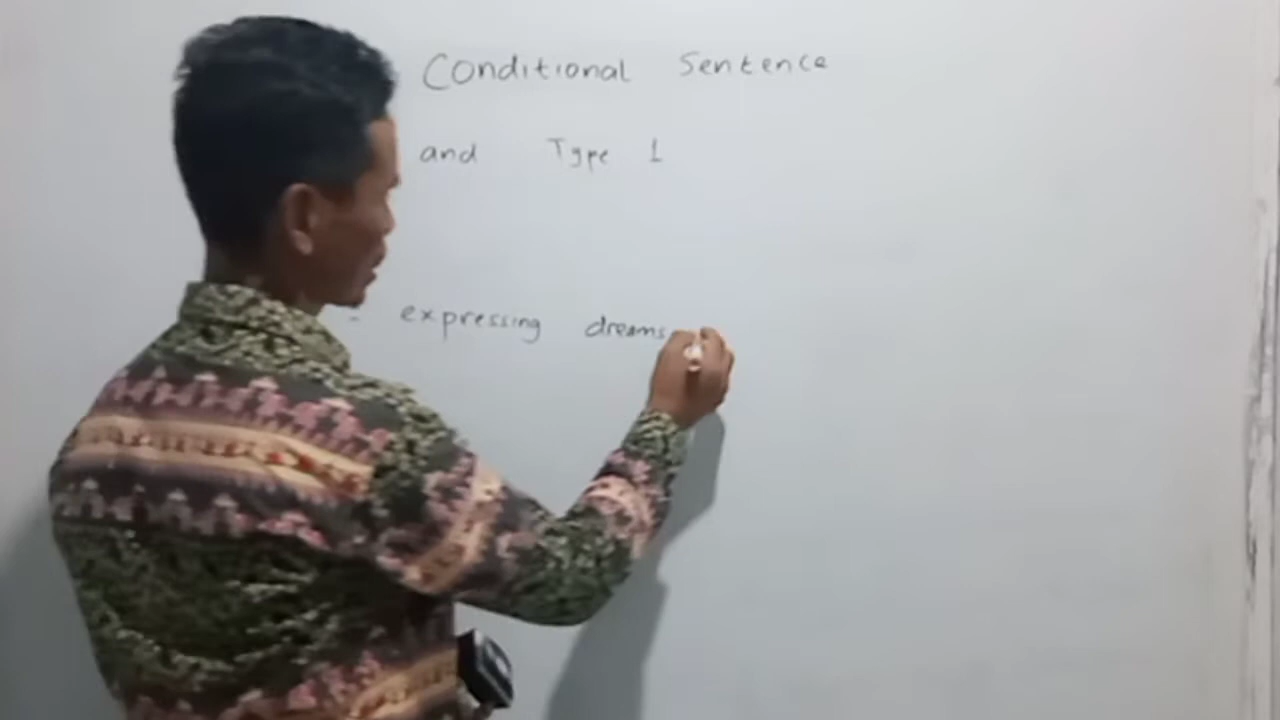 Conditional Sentence
and Type 1
- expressing dreams